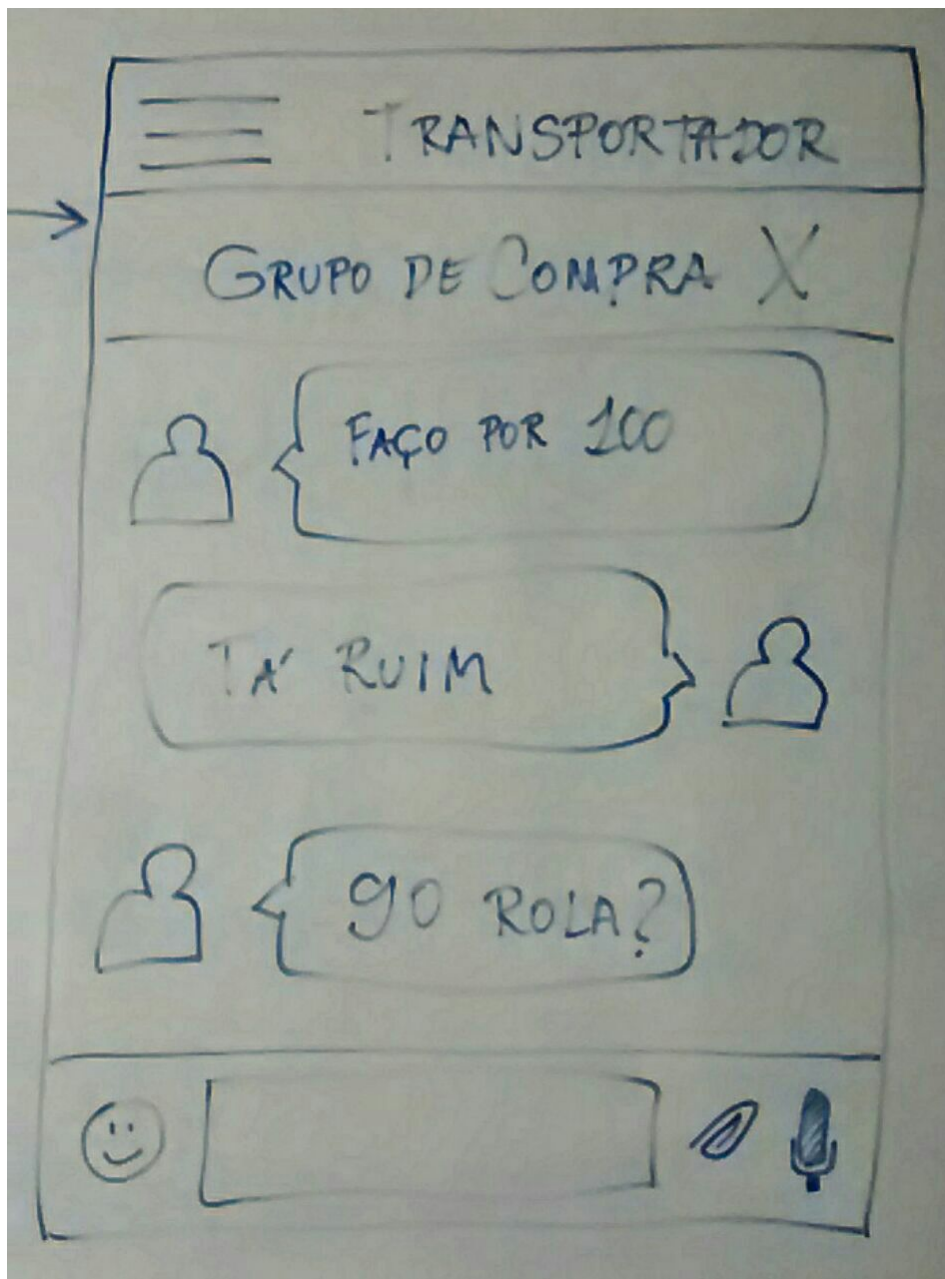 TRANSPORTADOR
GRUPO DE COMPRA X
FAÇO POR 100
TÁ RUIM
90 ROLA?